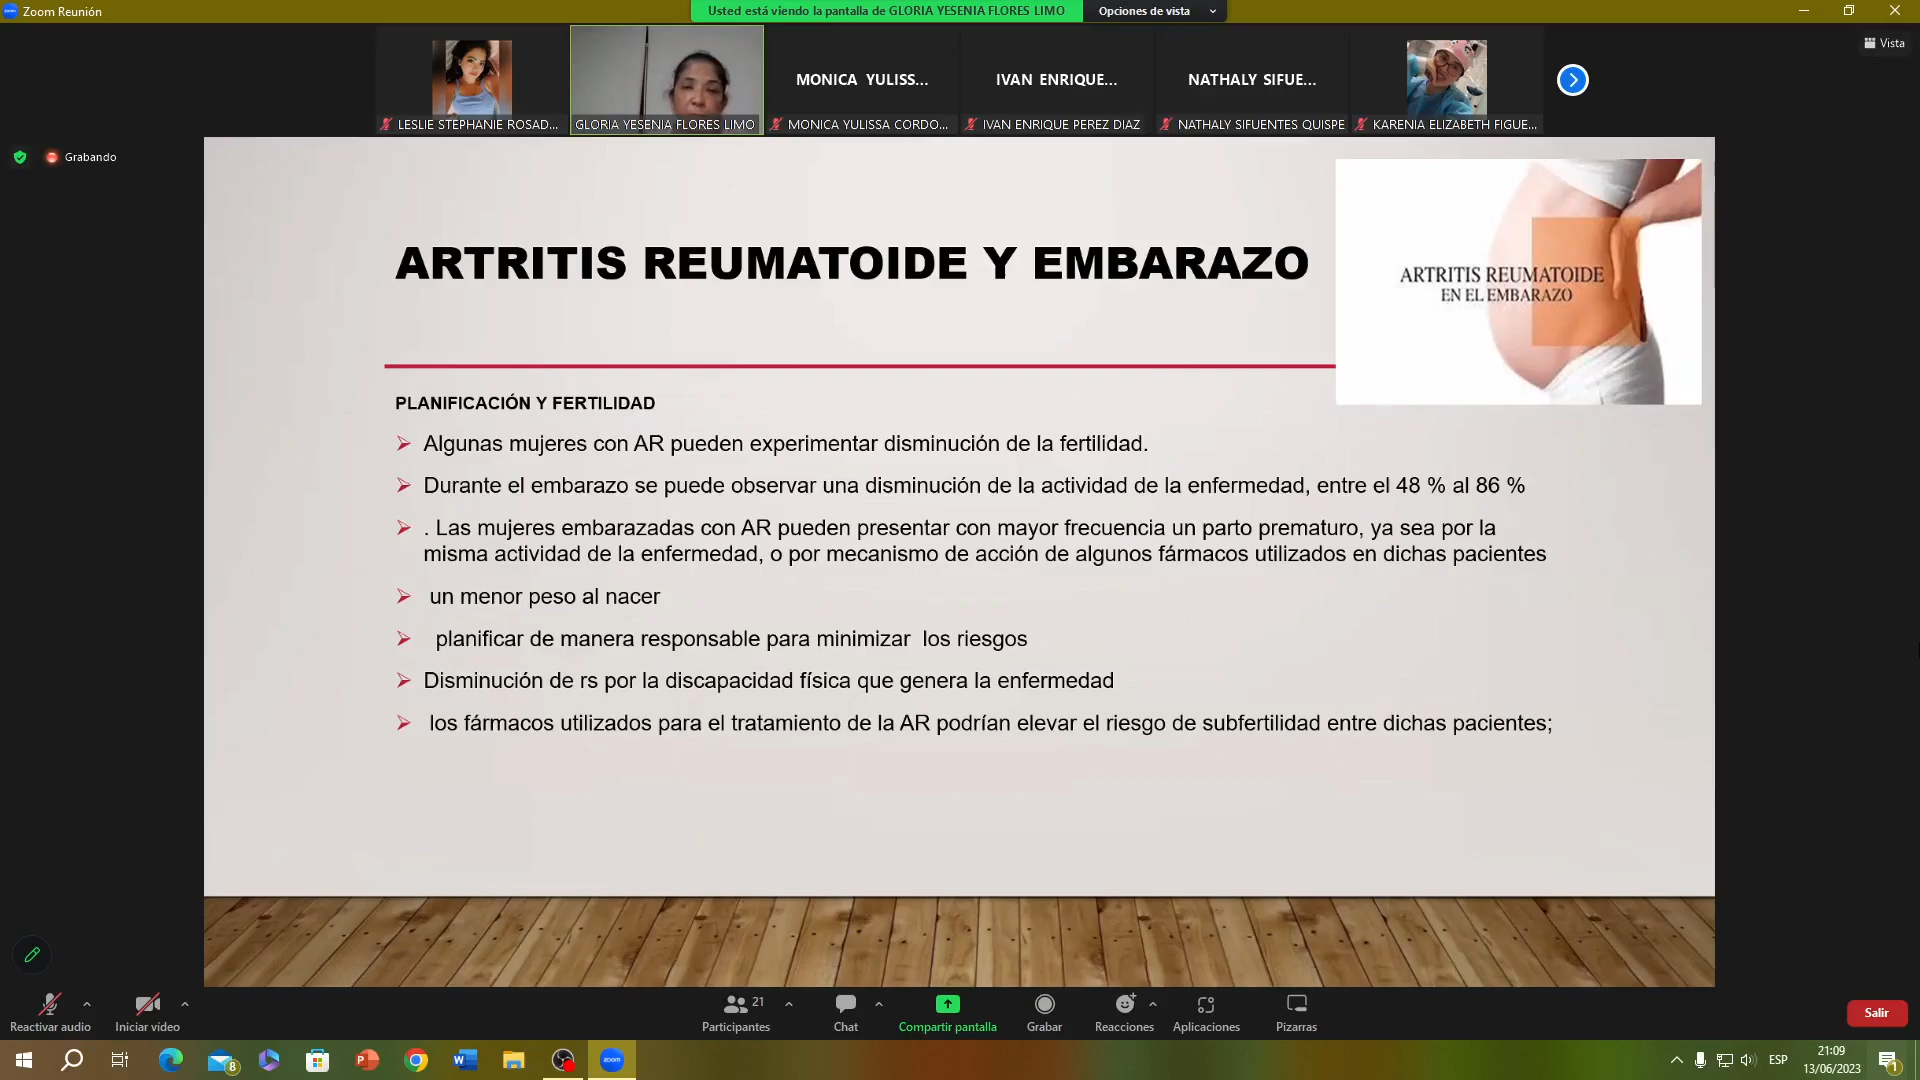 Zoom Reunión
Usted está viendo la pantalla de GLORIA YESENIA FLORES LIMO
Opciones de vista
Vista
MONICA YULISS...
IVAN ENRIQUE...
NATHALY SIFUE...
LESLIE STEPHANIE ROSAD...
GLORIA YESENIA FLORES LIMO
MONICA YULISSA CORDO...
IVAN ENRIQUE PEREZ DIAZ
NATHALY SIFUENTES QUISPE
KARENIA ELIZABETH FIGUE...
Grabando
ARTRITIS REUMATOIDE Y EMBARAZO
ARTRITIS REUMATOIDE
EN EL EMBARAZO
PLANIFICACIÓN Y FERTILIDAD
Algunas mujeres con AR pueden experimentar disminución de la fertilidad.
Durante el embarazo se puede observar una disminución de la actividad de la enfermedad, entre el 48 % al 86 %
. Las mujeres embarazadas con AR pueden presentar con mayor frecuencia un parto prematuro, ya sea por la
misma actividad de la enfermedad, o por mecanismo de acción de algunos fármacos utilizados en dichas pacientes
un menor peso al nacer
planificar de manera responsable para minimizar los riesgos
Disminución de rs por la discapacidad física que genera la enfermedad
los fármacos utilizados para el tratamiento de la AR podrían elevar el riesgo de subfertilidad entre dichas pacientes;
21
Reactivar audio
Iniciar video
Participantes
Chat
Compartir pantalla
Grabar
Reacciones
Aplicaciones
Pizarras
Salir
8
zoom
ESP
21:09
13/06/2023
1